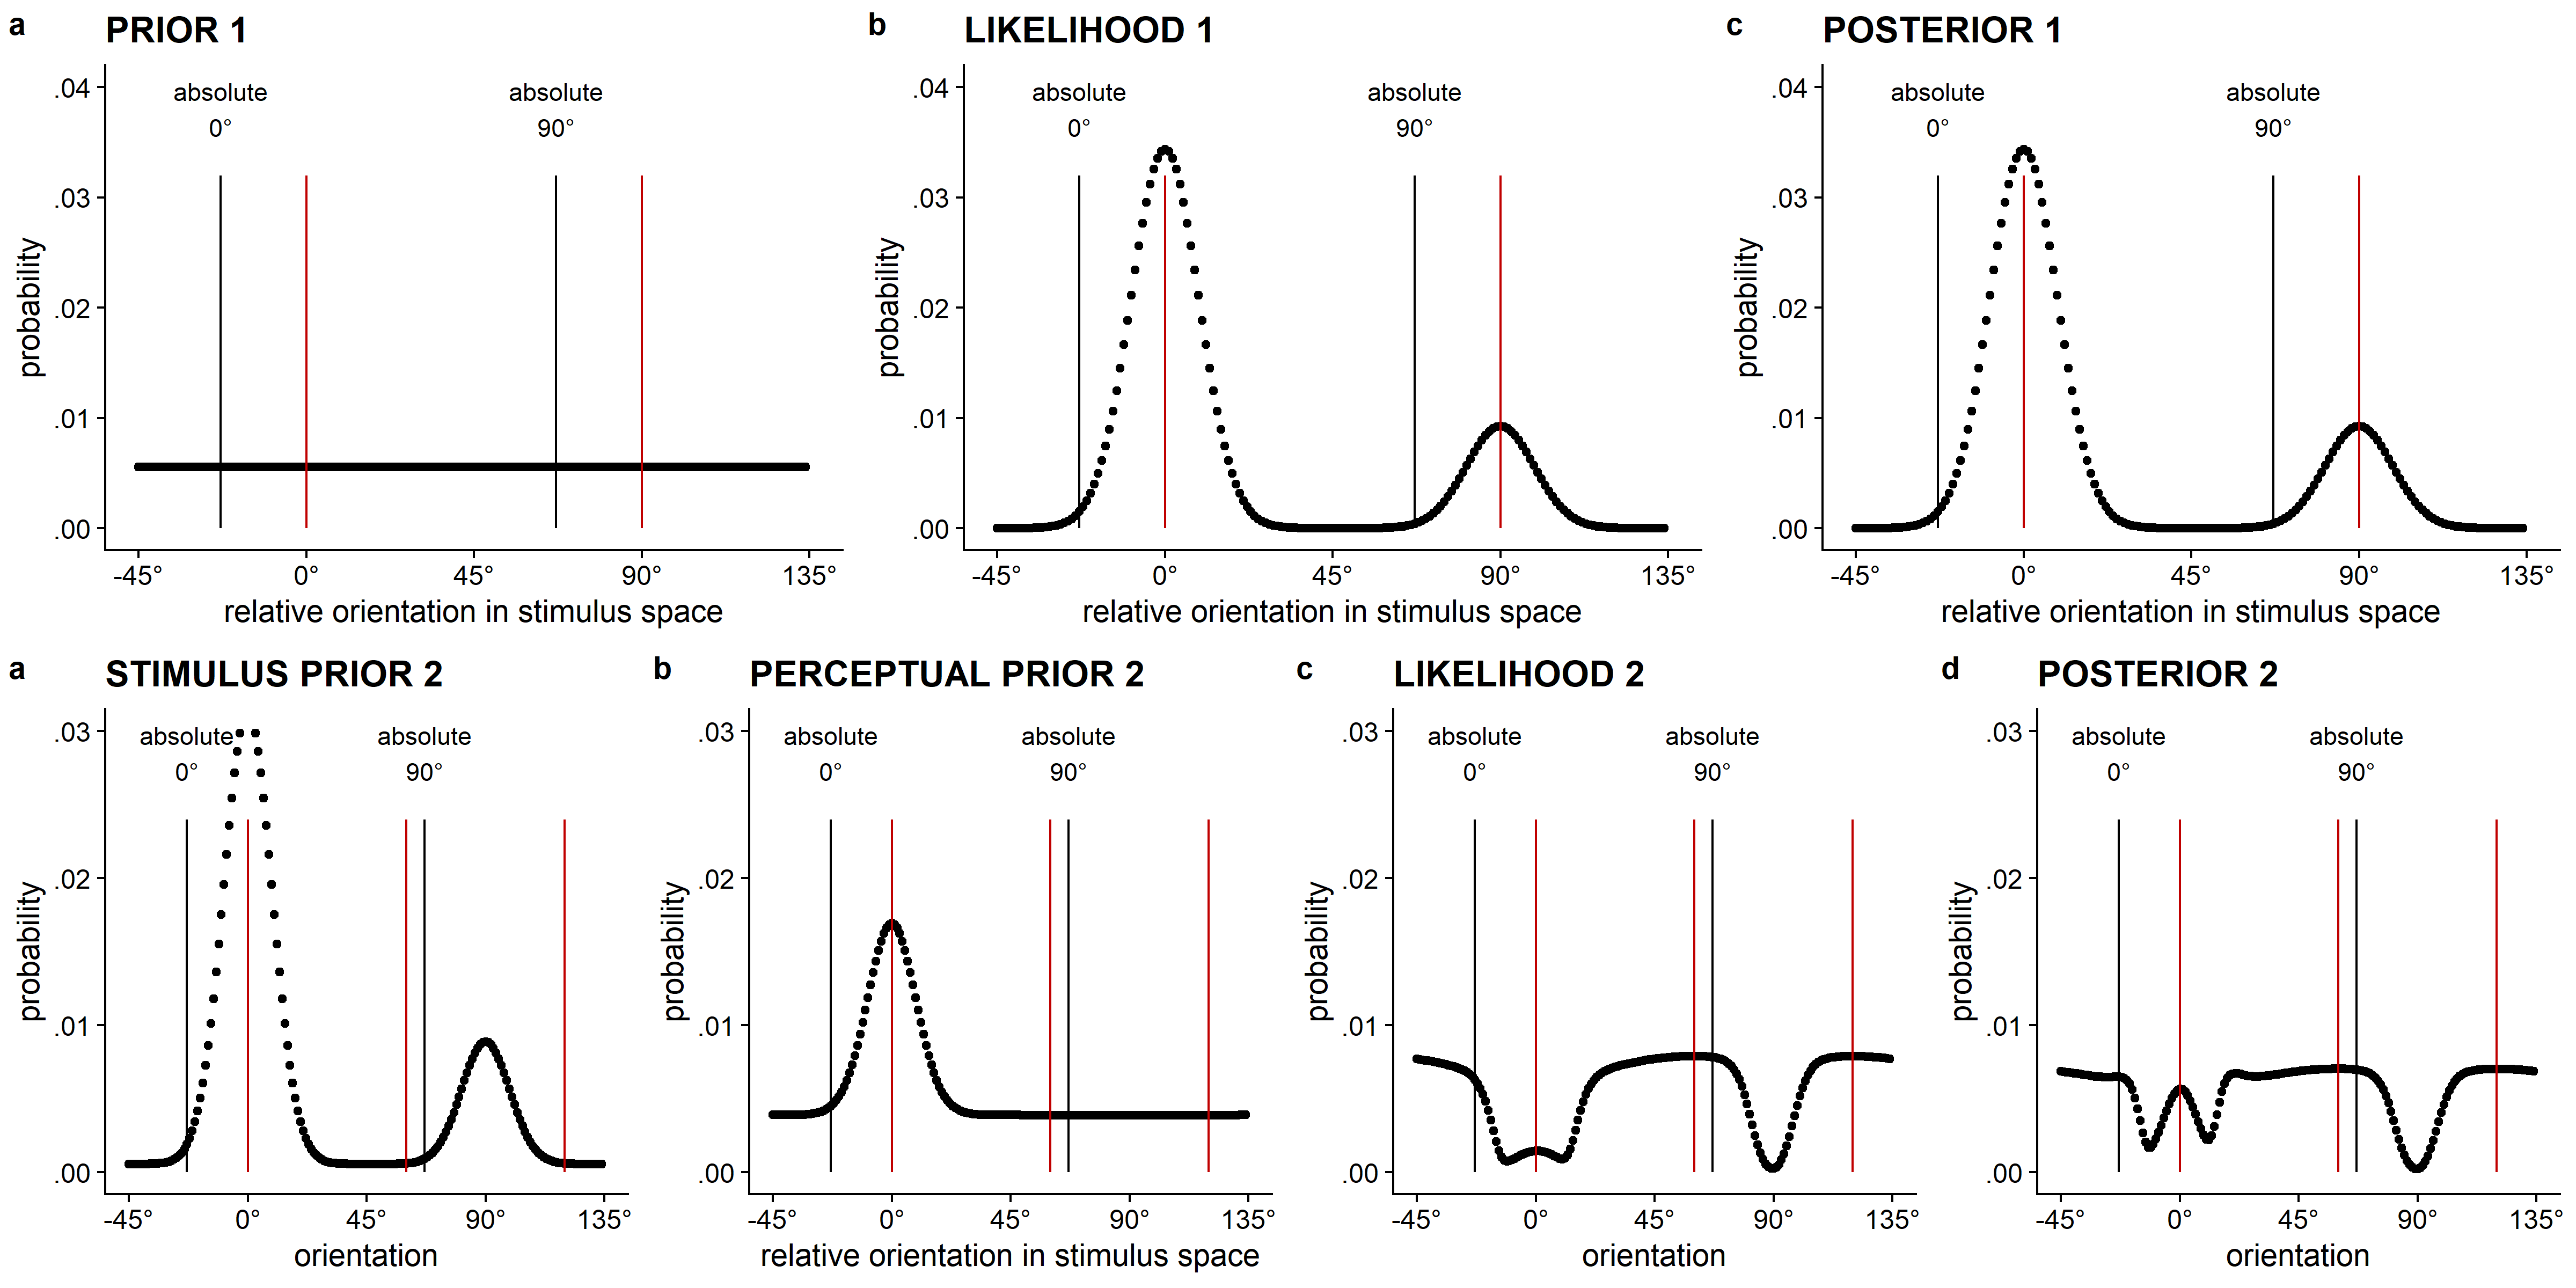 a PRIOR 1
.04
.03
.02
.01
.00
absolute
0°
absolute
90°
probability
-45° 0° 45° 90° 135°
relative orientation in stimulus space
b LIKELIHOOD 1
.04
.03
.02
.01
.00
absolute
0°
absolute
90°
probability
-45° 0° 45° 90° 135°
relative orientation in stimulus space
c POSTERIOR 1
.04
.03
.02
.01
.00
absolute
0°
absolute
90°
probability
-45° 0° 45° 90° 135°
relative orientation in stimulus space
a STIMULUS PRIOR 2
.03
.02
.01
.00
absolute
0°
absolute
90°
probability
-45° 0° 45° 90° 135°
orientation
b PERCEPTUAL PRIOR 2
.03
.02
.01
.00
absolute
0°
absolute
90°
probability
-45° 0° 45° 90° 135°
relative orientation in stimulus space
c LIKELIHOOD 2
.03
.02
.01
.00
absolute
0°
absolute
90°
probability
-45° 0° 45° 90° 135°
orientation
d POSTERIOR 2
.03
.02
.01
.00
absolute
0°
absolute
90°
probability
-45° 0° 45° 90° 135°
orientation